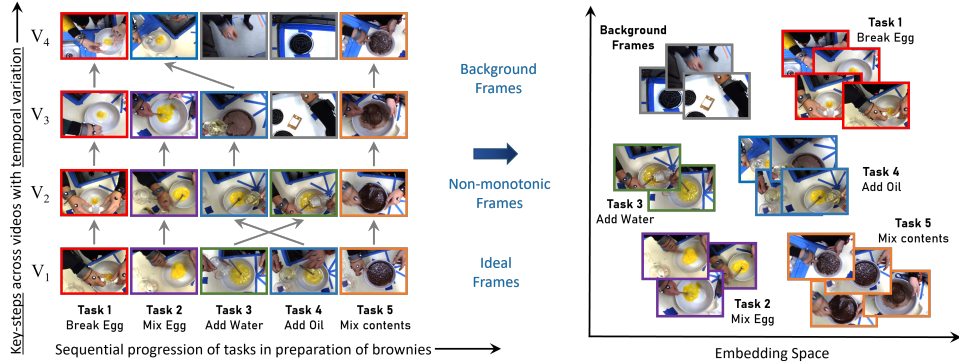 Key-steps across videos with temporal variation
V4
V3
V2
V1
Task 1
Break Egg
Task 2
Mix Egg
Task 3
Add Water
Task 4
Add Oil
Task 5
Mix contents
Sequential progression of tasks in preparation of brownies
Background
Frames
Non-monotonic
Frames
Ideal
Frames
Background
Frames
Task 1
Break Egg
Task 3
Add Water
Task 4
Add Oil
Task 2
Mix Egg
Task 5
Mix contents
Embedding Space